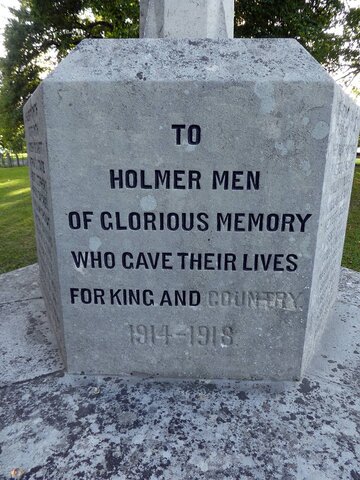 TO
HOLMER MEN
OF GLORIOUS MEMORY
WHO GAVE THEIR LIVES
FOR KING AND COUNTRY.
1914-1918.